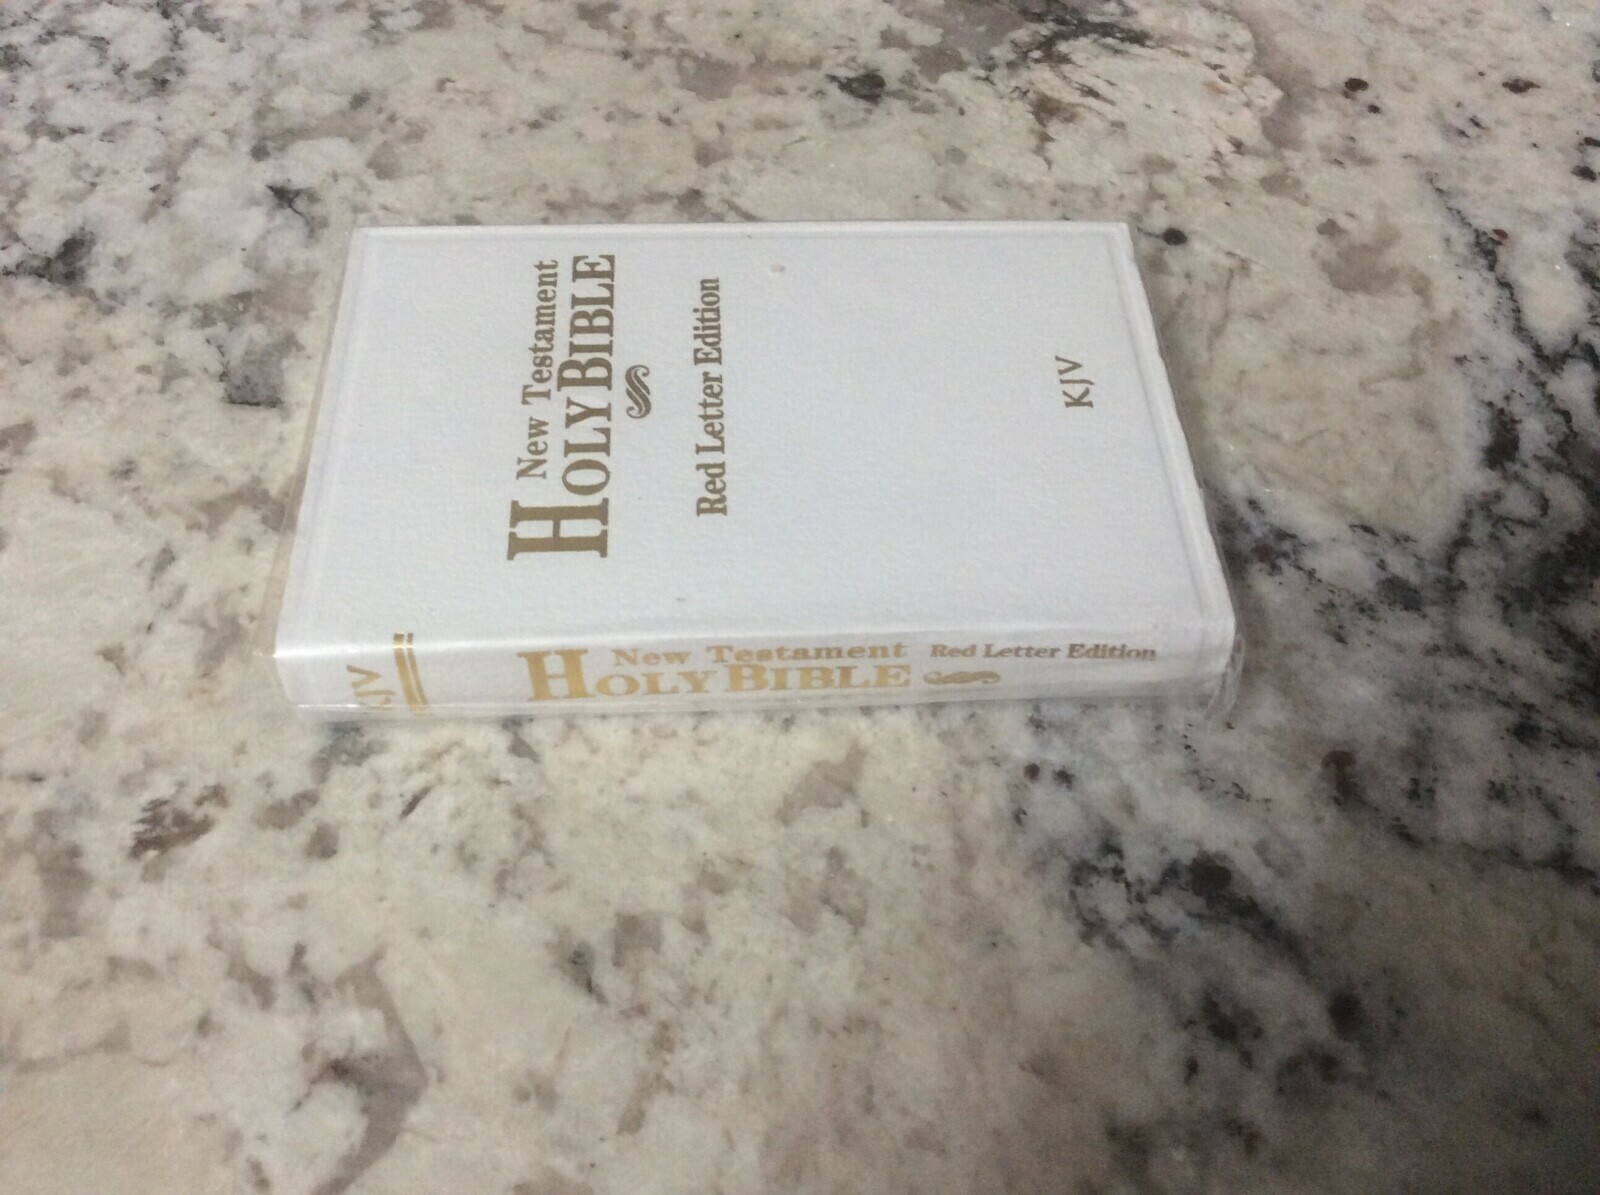 New Testament
HOLY BIBLE
Red Letter Edition
KJV
KJV
New Testament
HOLY BIBLE
Red Letter Edition